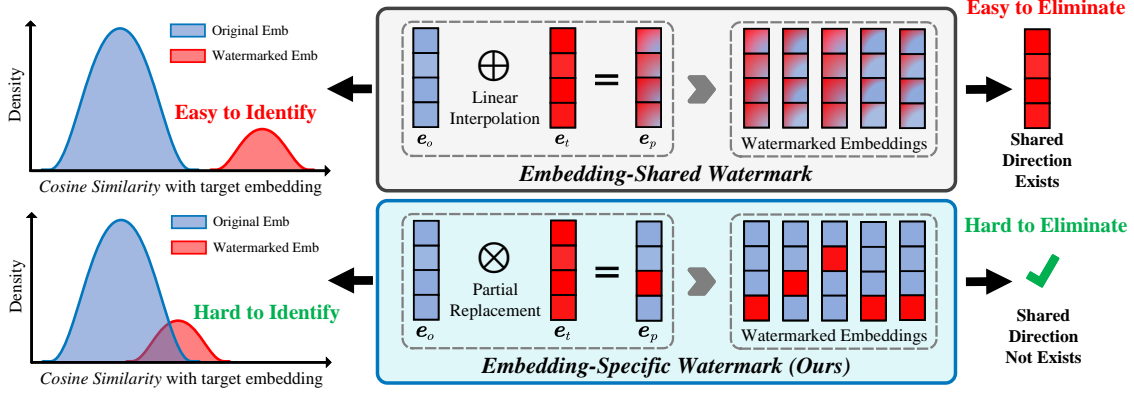 Density
Original Emb
Watermarked Emb
Easy to Identify
Cosine Similarity with target embedding
⊕
Linear
Interpolation
=
e_o
e_t
e_p
Watermarked Embeddings
Embedding-Shared Watermark
Easy to Eliminate
Shared
Direction
Exists
Density
Original Emb
Watermarked Emb
Hard to Identify
Cosine Similarity with target embedding
⊗
Partial
Replacement
=
e_o
e_t
e_p
Watermarked Embeddings
Embedding-Specific Watermark (Ours)
Hard to Eliminate
Shared
Direction
Not Exists